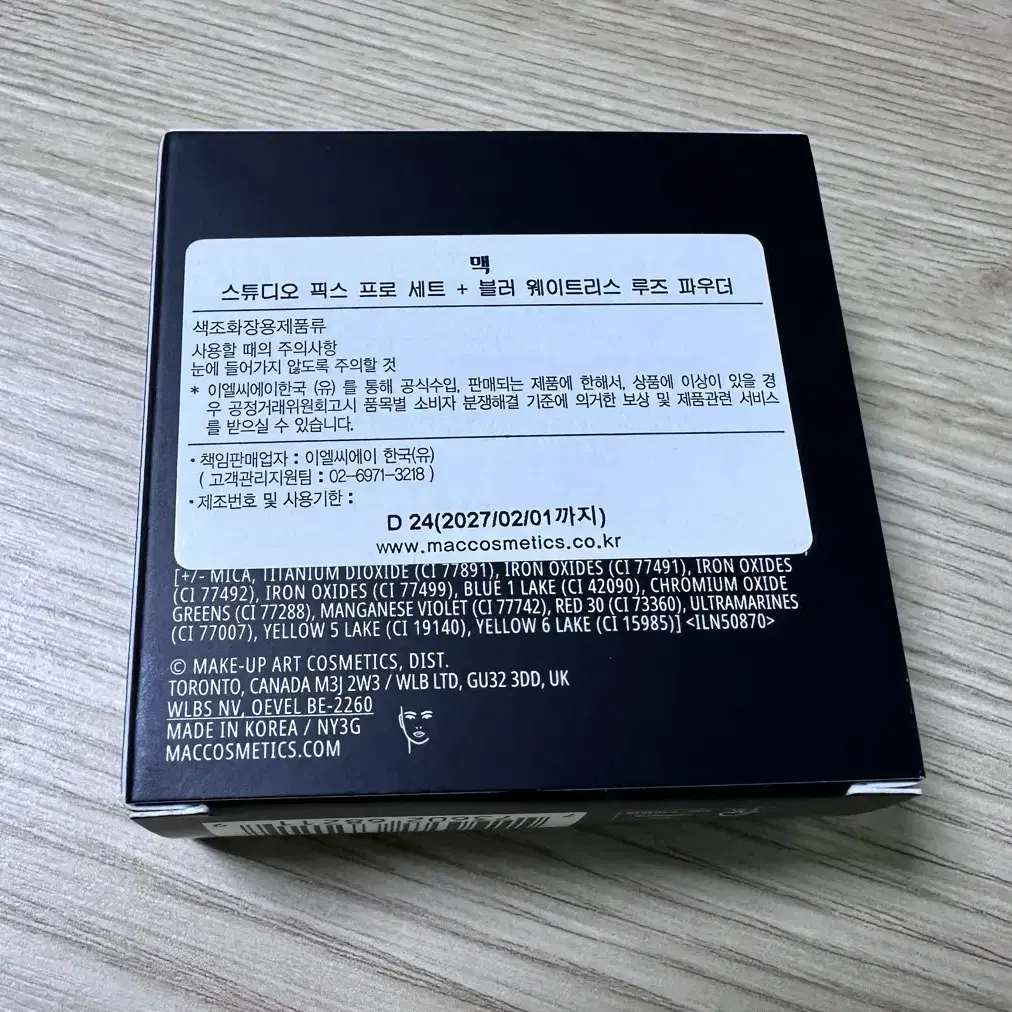 맥
스튜디오 픽스 프로 세트 + 블러 웨이트리스 루즈 파우더
색조화장용제품류
사용할 때의 주의사항
눈에 들어가지 않도록 주의할 것
* 이엘씨에이한국 (유) 를 통해 공식수입, 판매되는 제품에 한해서, 상품에 이상이 있을 경
우 공정거래위원회고시 품목별 소비자 분쟁해결 기준에 의거한 보상 및 제품관련 서비스
를 받으실 수 있습니다.
• 책임판매업자 : 이엘씨에이 한국(유)
( 고객관리지원팀 : 02-6971-3218 )
• 제조번호 및 사용기한 :
D 24(2027/02/01까지)
www.maccosmetics.co.kr
[+/- MICA, TITANIUM DIOXIDE (CI 77891), IRON OXIDES (CI 77491), IRON OXIDES
(CI 77492), IRON OXIDES (CI 77499), BLUE 1 LAKE (CI 42090), CHROMIUM OXIDE
GREENS (CI 77288), MANGANESE VIOLET (CI 77742), RED 30 (CI 73360), ULTRAMARINES
(CI 77007), YELLOW 5 LAKE (CI 19140), YELLOW 6 LAKE (CI 15985)] <ILN50870>
© MAKE-UP ART COSMETICS, DIST.
TORONTO, CANADA M3J 2W3 / WLB LTD, GU32 3DD, UK
WLBS NV, OEVEL BE-2260
MADE IN KOREA / NY3G
MACCOSMETICS.COM